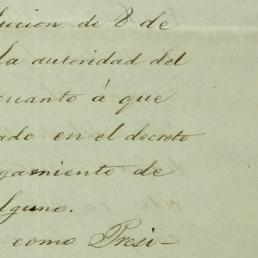 lucion de 8 de
la autoridad del
cuanto á que
ado en el decreto
gamiento de
alguno.
como Presi-